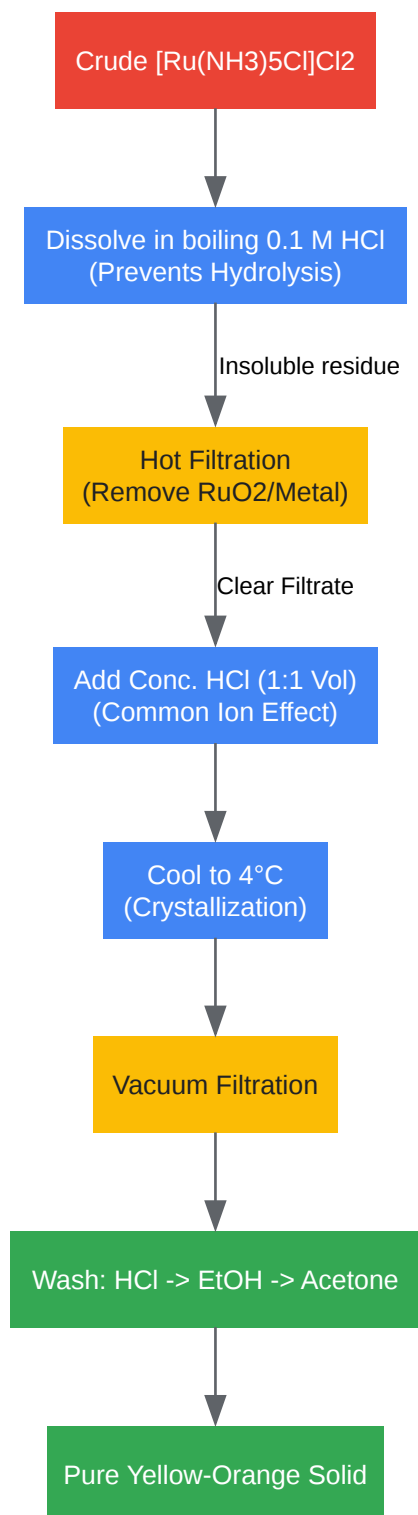 Crude [Ru(NH3)5Cl]Cl2
Dissolve in boiling 0.1 M HCl
(Prevents Hydrolysis)
Insoluble residue
Hot Filtration
(Remove RuO2/Metal)
Clear Filtrate
Add Conc. HCl (1:1 Vol)
(Common Ion Effect)
Cool to 4°C
(Crystallization)
Vacuum Filtration
Wash: HCl -> EtOH -> Acetone
Pure Yellow-Orange Solid